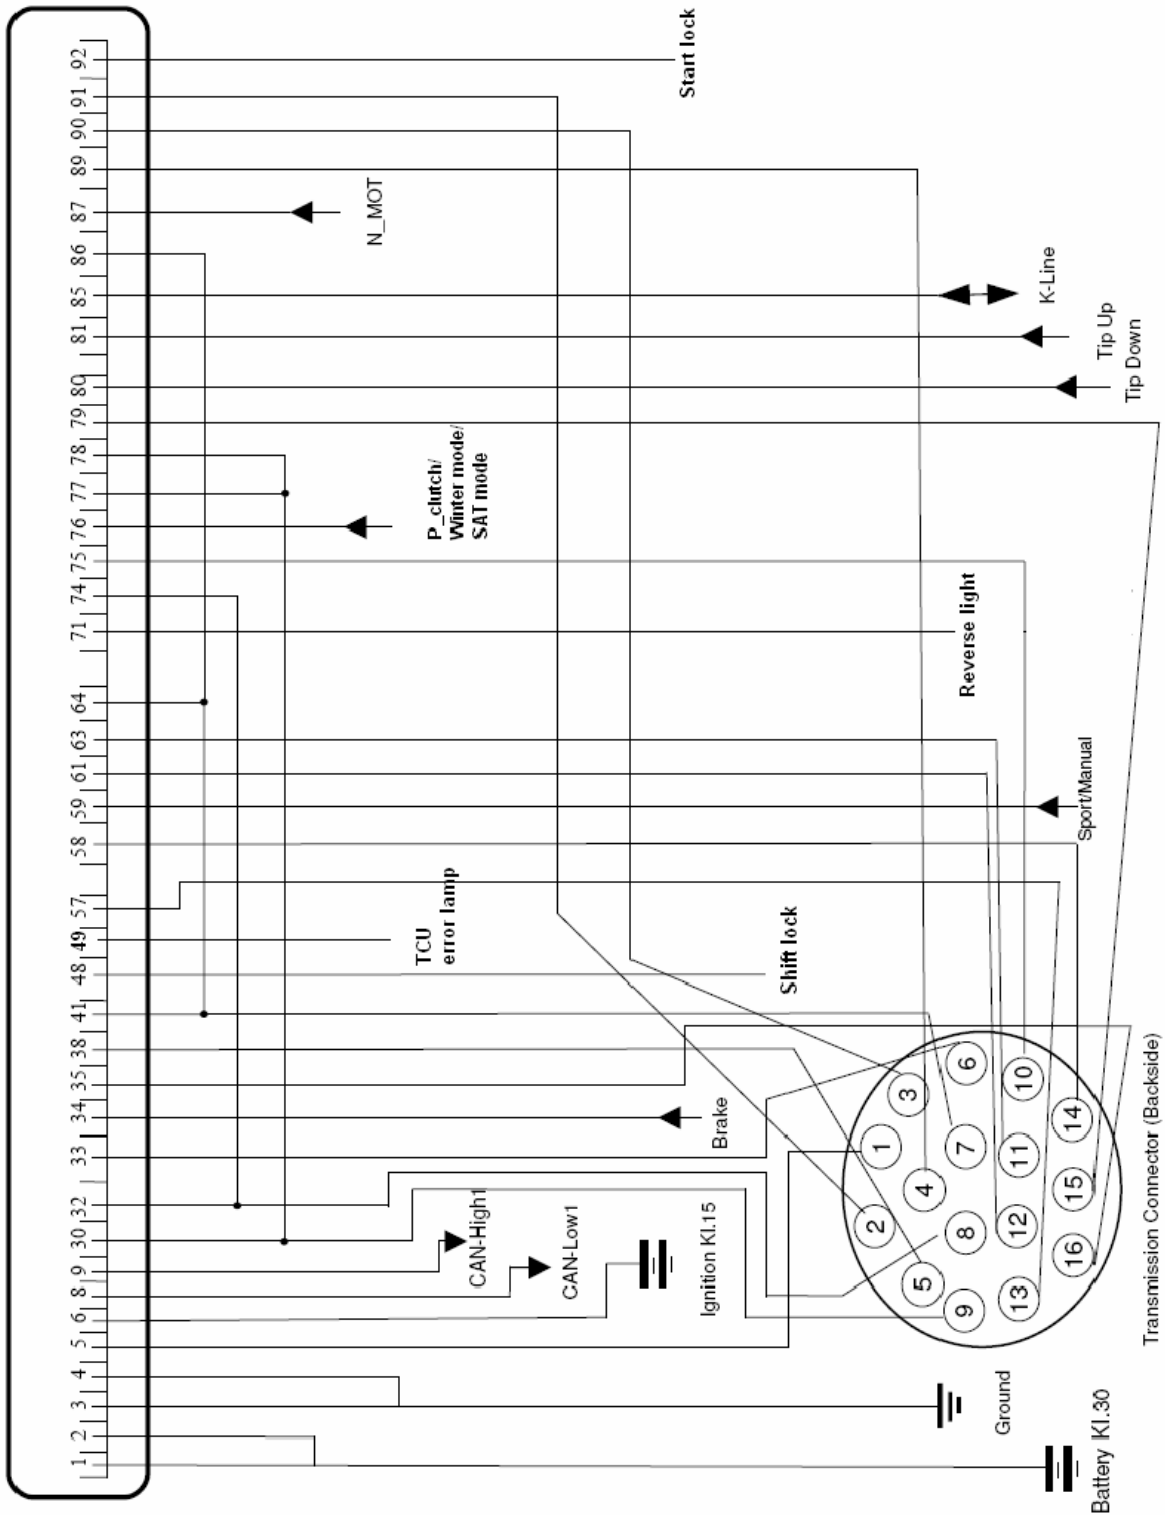 92
91
90
89
87
86
85
81
80
79
78
77
76
75
74
71
64
63
61
59
58
57
49
48
41
38
35
34
33
32
30
9
8
6
5
4
3
2
1
Start lock
N_MOT
K-Line
Tip Up
Tip Down
P_clutch/
Winter mode/
SAT mode
Reverse light
Sport/Manual
TCU
error lamp
Shift lock
Brake
CAN-High1
CAN-Low1
Ignition Kl.15
Ground
Battery Kl.30
1
2
3
4
5
6
7
8
9
10
11
12
13
14
15
16
Transmission Connector (Backside)